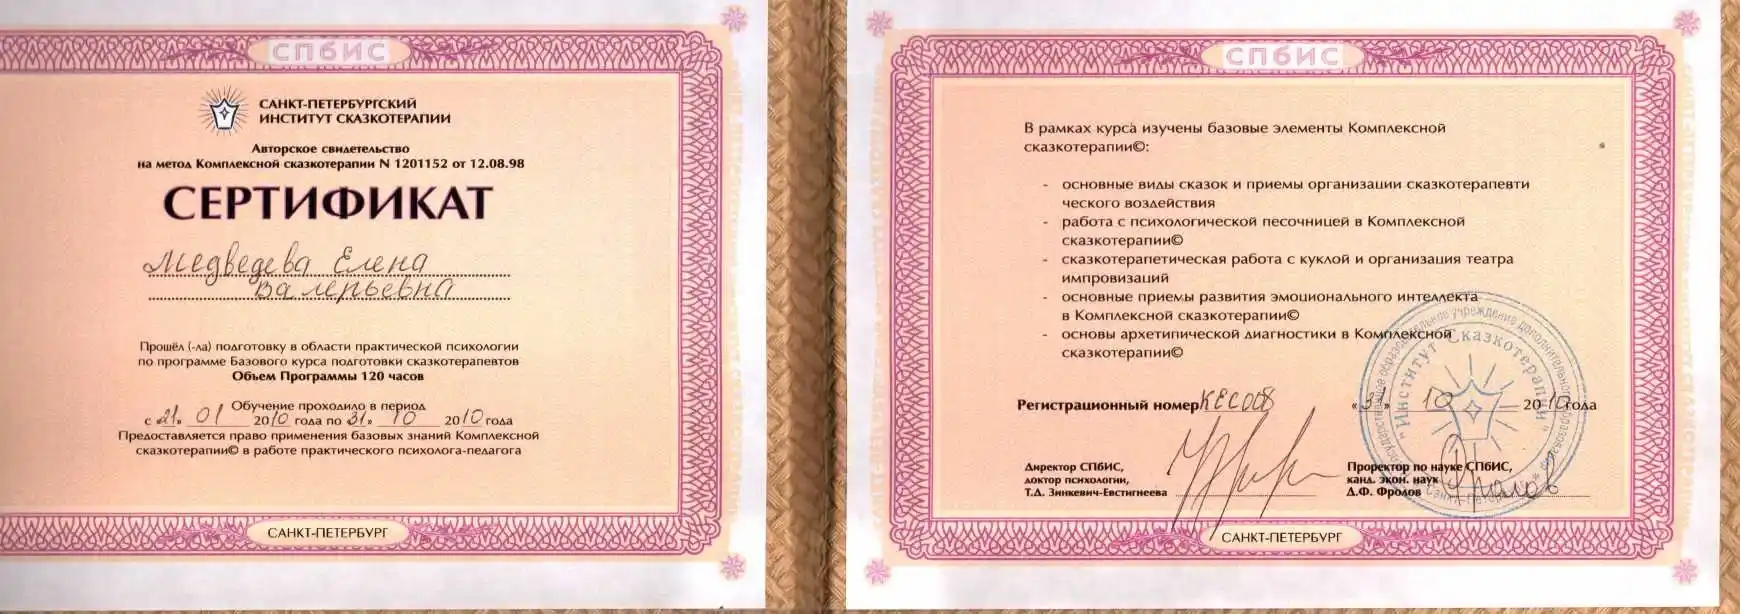 СПбИС
САНКТ-ПЕТЕРБУРГСКИЙ
ИНСТИТУТ СКАЗКОТЕРАПИИ
Авторское свидетельство
на метод Комплексной сказкотерапии N 1201152 от 12.08.98
СЕРТИФИКАТ
Медведева Елена
Валерьевна
Прошёл (-ла) подготовку в области практической психологии
по программе Базового курса подготовки сказкотерапевтов
Объем Программы 120 часов
Обучение проходило в период
с «21» 01 2010 года по «31» 10 2010 года
Предоставляется право применения базовых знаний Комплексной
сказкотерапии© в работе практического психолога-педагога
САНКТ-ПЕТЕРБУРГ
СПбИС
В рамках курса изучены базовые элементы Комплексной
сказкотерапии©:
- основные виды сказок и приемы организации сказкотерапевти
ческого воздействия
- работа с психологической песочницей в Комплексной
сказкотерапии©
- сказкотерапетическая работа с куклой и организация театра
импровизаций
- основные приемы развития эмоционального интеллекта
в Комплексной сказкотерапии©
- основы архетипической диагностики в Комплексной
сказкотерапии©
Регистрационный номер КЕС008 «31» 10 2010 года
Директор СПбИС,
доктор психологии,
Т.Д. Зинкевич-Евстигнеева
Проректор по науке СПбИС,
канд. экон. наук
Д.Ф. Фролов
"Институт Сказкотерапии"
САНКТ-ПЕТЕРБУРГ